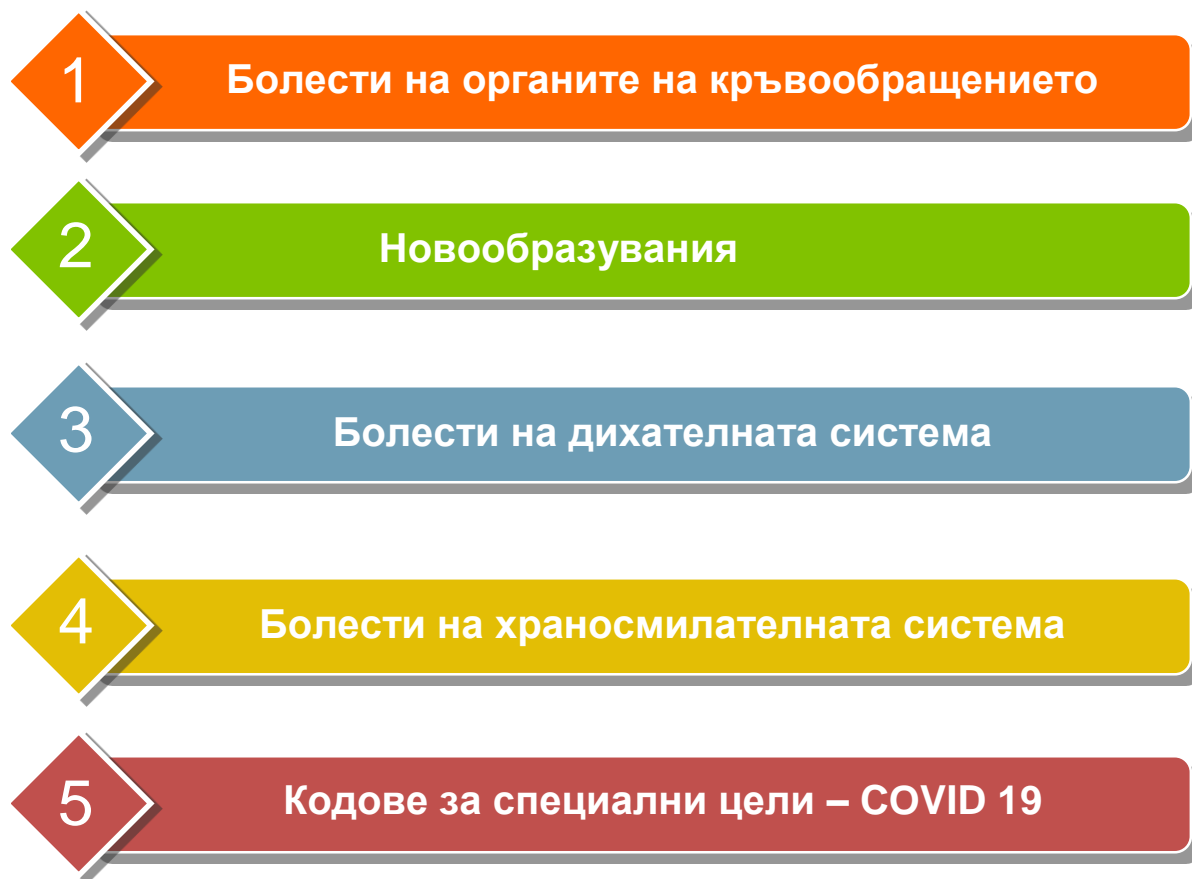 1
Болести на органите на кръвообращението
2
Новообразувания
3
Болести на дихателната система
4
Болести на храносмилателната система
5
Кодове за специални цели – COVID 19